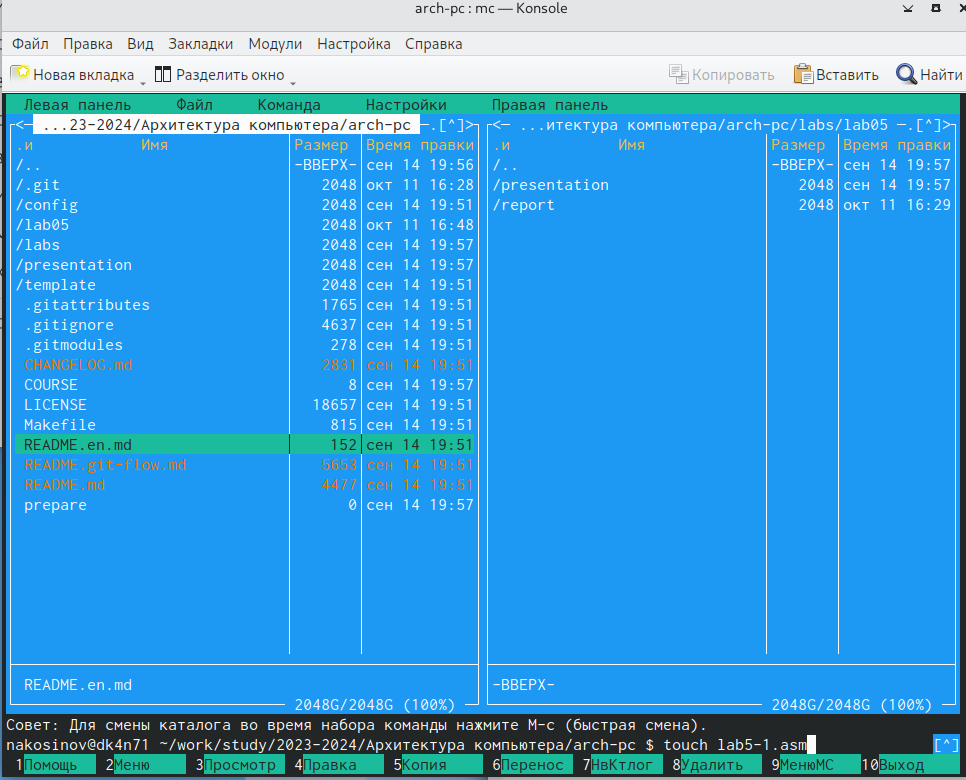 arch-pc : mc — Konsole
Файл Правка Вид Закладки Модули Настройка Справка
Новая вкладка Разделить окно Копировать Вставить Найти
Левая панель Файл Команда Настройки Правая панель
<— ...23-2024/Архитектура компьютера/arch-pc —.[^]> <— ...итектура компьютера/arch-pc/labs/lab05 —.[^]>
.и Имя Размер Время правки .и Имя Размер Время правки
/.. -ВВЕРХ- сен 14 19:56 /.. -ВВЕРХ- сен 14 19:57
/.git 2048 окт 11 16:28 /presentation 2048 сен 14 19:57
/config 2048 сен 14 19:51 /report 2048 окт 11 16:29
/lab05 2048 окт 11 16:48
/labs 2048 сен 14 19:57
/presentation 2048 сен 14 19:57
/template 2048 сен 14 19:51
.gitattributes 1765 сен 14 19:51
.gitignore 4637 сен 14 19:51
.gitmodules 278 сен 14 19:51
CHANGELOG.md 2831 сен 14 19:51
COURSE 8 сен 14 19:57
LICENSE 18657 сен 14 19:51
Makefile 815 сен 14 19:51
README.en.md 152 сен 14 19:51
README.git-flow.md 5653 сен 14 19:51
README.md 4477 сен 14 19:51
prepare 0 сен 14 19:57
README.en.md -ВВЕРХ-
2048G/2048G (100%) 2048G/2048G (100%)
Совет: Для смены каталога во время набора команды нажмите M-c (быстрая смена).
nakosinov@dk4n71 ~/work/study/2023-2024/Архитектура компьютера/arch-pc $ touch lab5-1.asm [^]
1Помощь 2Меню 3Просмотр 4Правка 5Копия 6Перенос 7НвКтлог 8Удалить 9МенюМС 10Выход